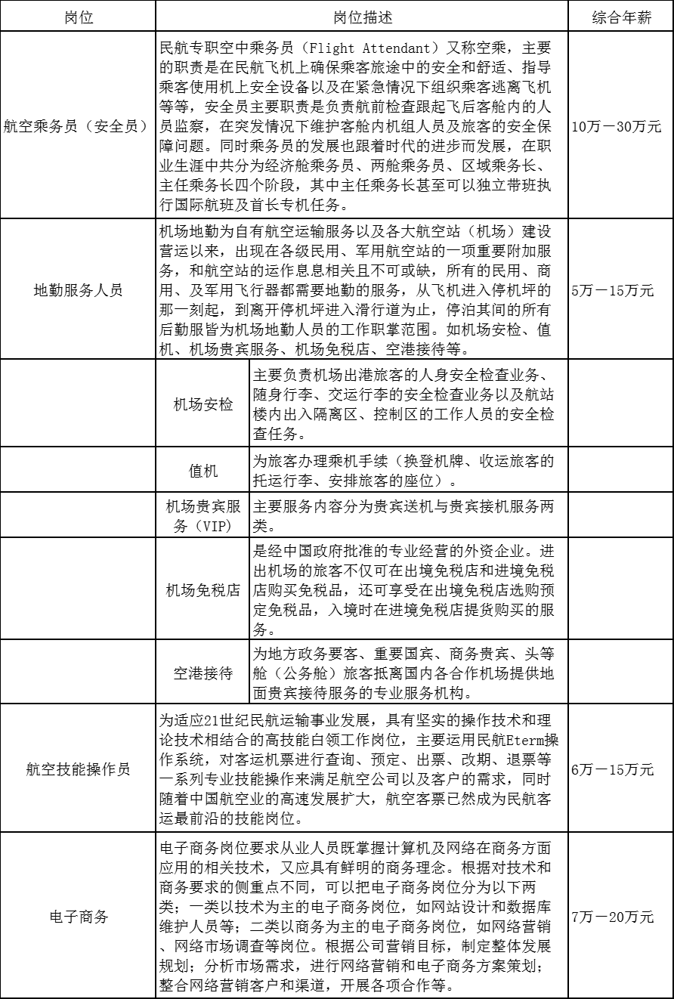 岗位
岗位描述
综合年薪
航空乘务员（安全员）
民航专职空中乘务员（Flight Attendant）又称空乘，主要
的职责是在民航飞机上确保乘客旅途中的安全和舒适、指导
乘客使用机上安全设备以及在紧急情况下组织乘客逃离飞机
等等，安全员主要职责是负责航前检查跟起飞后客舱内的人
员监察，在突发情况下维护客舱内机组人员及旅客的安全保
障问题。同时乘务员的发展也跟着时代的进步而发展，在职
业生涯中共分为经济舱乘务员、两舱乘务员、区域乘务长、
主任乘务长四个阶段，其中主任乘务长甚至可以独立带班执
行国际航班及首长专机任务。
10万－30万元
地勤服务人员
机场地勤为自有航空运输服务以及各大航空站（机场）建设
营运以来，出现在各级民用、军用航空站的一项重要附加服
务，和航空站的运作息息相关且不可或缺，所有的民用、商
用、及军用飞行器都需要地勤的服务，从飞机进入停机坪的
那一刻起，到离开停机坪进入滑行道为止，停泊其间的所有
后勤服皆为机场地勤人员的工作职掌范围。如机场安检、值
机、机场贵宾服务、机场免税店、空港接待等。
5万－15万元
机场安检
主要负责机场出港旅客的人身安全检查业务、
随身行李、交运行李的安全检查业务以及航站
楼内出入隔离区、控制区的工作人员的安全检
查任务。
值机
为旅客办理乘机手续（换登机牌、收运旅客的
托运行李、安排旅客的座位）。
机场贵宾服
务（VIP)
主要服务内容分为贵宾送机与贵宾接机服务两
类。
机场免税店
是经中国政府批准的专业经营的外资企业。进
出机场的旅客不仅可在出境免税店和进境免税
店购买免税品，还可享受在出境免税店选购预
定免税品，入境时在进境免税店提货购买的服
务。
空港接待
为地方政务要客、重要国宾、商务贵宾、头等
舱（公务舱）旅客抵离国内各合作机场提供地
面贵宾接待服务的专业服务机构。
航空技能操作员
为适应21世纪民航运输事业发展，具有坚实的操作技术和理
论技术相结合的高技能白领工作岗位，主要运用民航Eterm操
作系统，对客运机票进行查询、预定、出票、改期、退票等
一系列专业技能操作来满足航空公司以及客户的需求，同时
随着中国航空业的高速发展扩大，航空客票已然成为民航客
运最前沿的技能岗位。
6万－15万元
电子商务
电子商务岗位要求从业人员既掌握计算机及网络在商务方面
应用的相关技术，又应具有鲜明的商务理念。根据对技术和
商务要求的侧重点不同，可以把电子商务岗位分为以下两
类；一类以技术为主的电子商务岗位，如网站设计和数据库
维护人员等；二类以商务为主的电子商务岗位，如网络营销
、网络市场调查等岗位。根据公司营销目标，制定整体发展
规划；分析市场需求，进行网络营销和电子商务方案策划；
整合网络营销客户和渠道，开展各项合作等。
7万－20万元